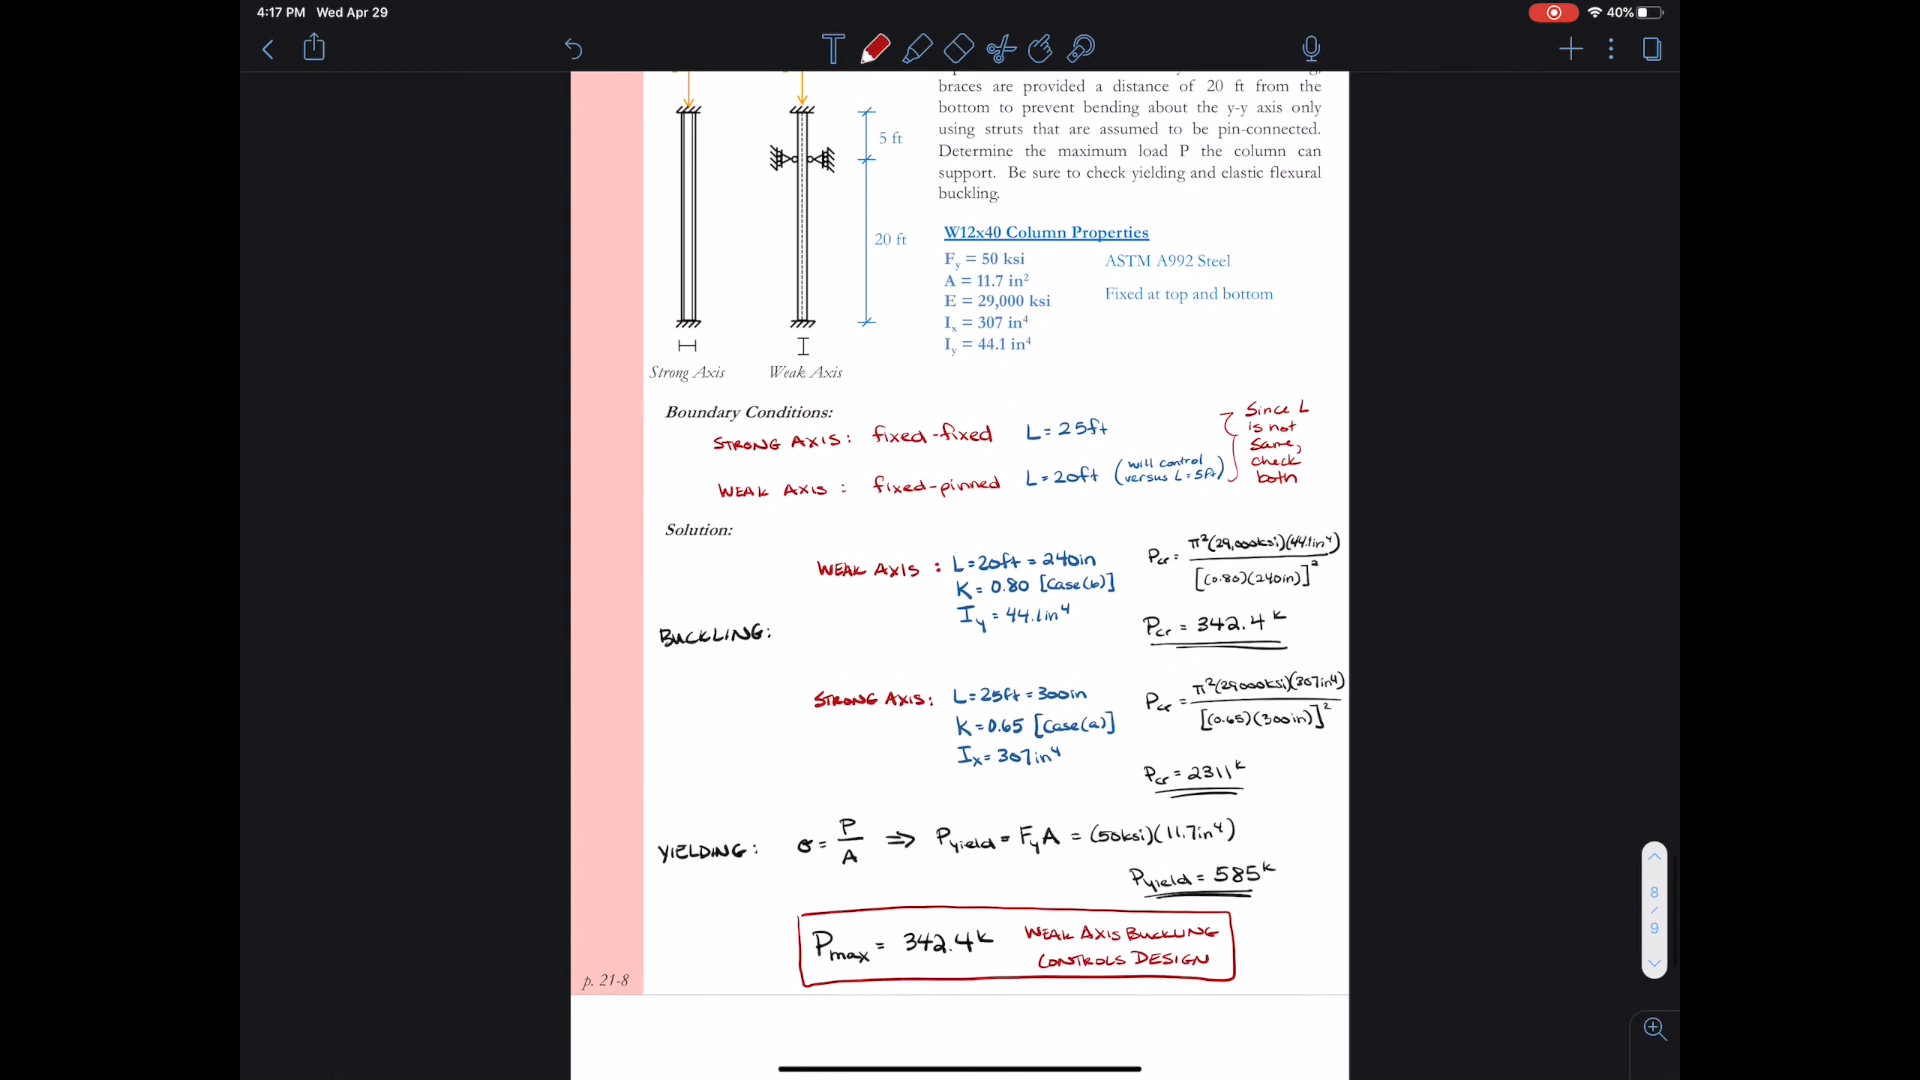 4:17 PM Wed Apr 29
40%
T
braces are provided a distance of 20 ft from the
bottom to prevent bending about the y-y axis only
using struts that are assumed to be pin-connected.
Determine the maximum load P the column can
support. Be sure to check yielding and elastic flexural
buckling.
5 ft
20 ft
W12x40 Column Properties
Fy = 50 ksi
ASTM A992 Steel
A = 11.7 in²
E = 29,000 ksi
Fixed at top and bottom
Ix = 307 in⁴
Iy = 44.1 in⁴
Strong Axis
Weak Axis
Boundary Conditions:
STRONG AXIS: fixed-fixed L = 25ft
WEAK AXIS: fixed-pinned L = 20ft (will control versus L = 5ft)
Since L
is not
same,
check
both
Solution:
BUCKLING:
WEAK AXIS: L = 20ft = 240in
K = 0.80 [Case(b)]
Iy = 44.1in⁴
Pcr = π²(29,000ksi)(44.1in⁴)
[(0.80)(240in)]²
Pcr = 342.4 k
STRONG AXIS: L = 25ft = 300in
K = 0.65 [Case(a)]
Ix = 307in⁴
Pcr = π²(29000ksi)(307in⁴)
[(0.65)(300in)]²
Pcr = 2311 k
YIELDING: σ = P/A ⇒ Pyield = FyA = (50ksi)(11.7in⁴)
Pyield = 585 k
Pmax = 342.4k
WEAK AXIS BUCKLING
CONTROLS DESIGN
p. 21-8
8
/
9